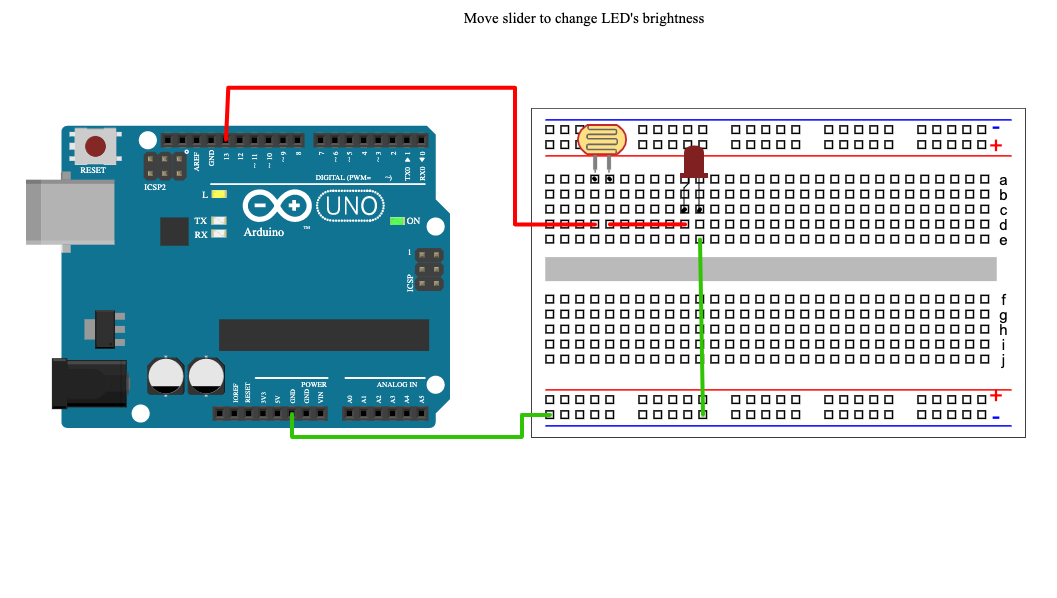 Move slider to change LED's brightness
RESET
ICSP2
AREF
GND
13
12
~ 11
~ 10
~ 9
8
7
~ 6
~ 5
4
~ 3
2
TX0 ▶ 1
RX0 ◀ 0
DIGITAL (PWM= ~)
L
TX
RX
Arduino
™
UNO
ON
1
ICSP
IOREF
RESET
3V3
5V
GND
GND
VIN
POWER
ANALOG IN
A0
A1
A2
A3
A4
A5
-
+
a
b
c
d
e
f
g
h
i
j
+
-